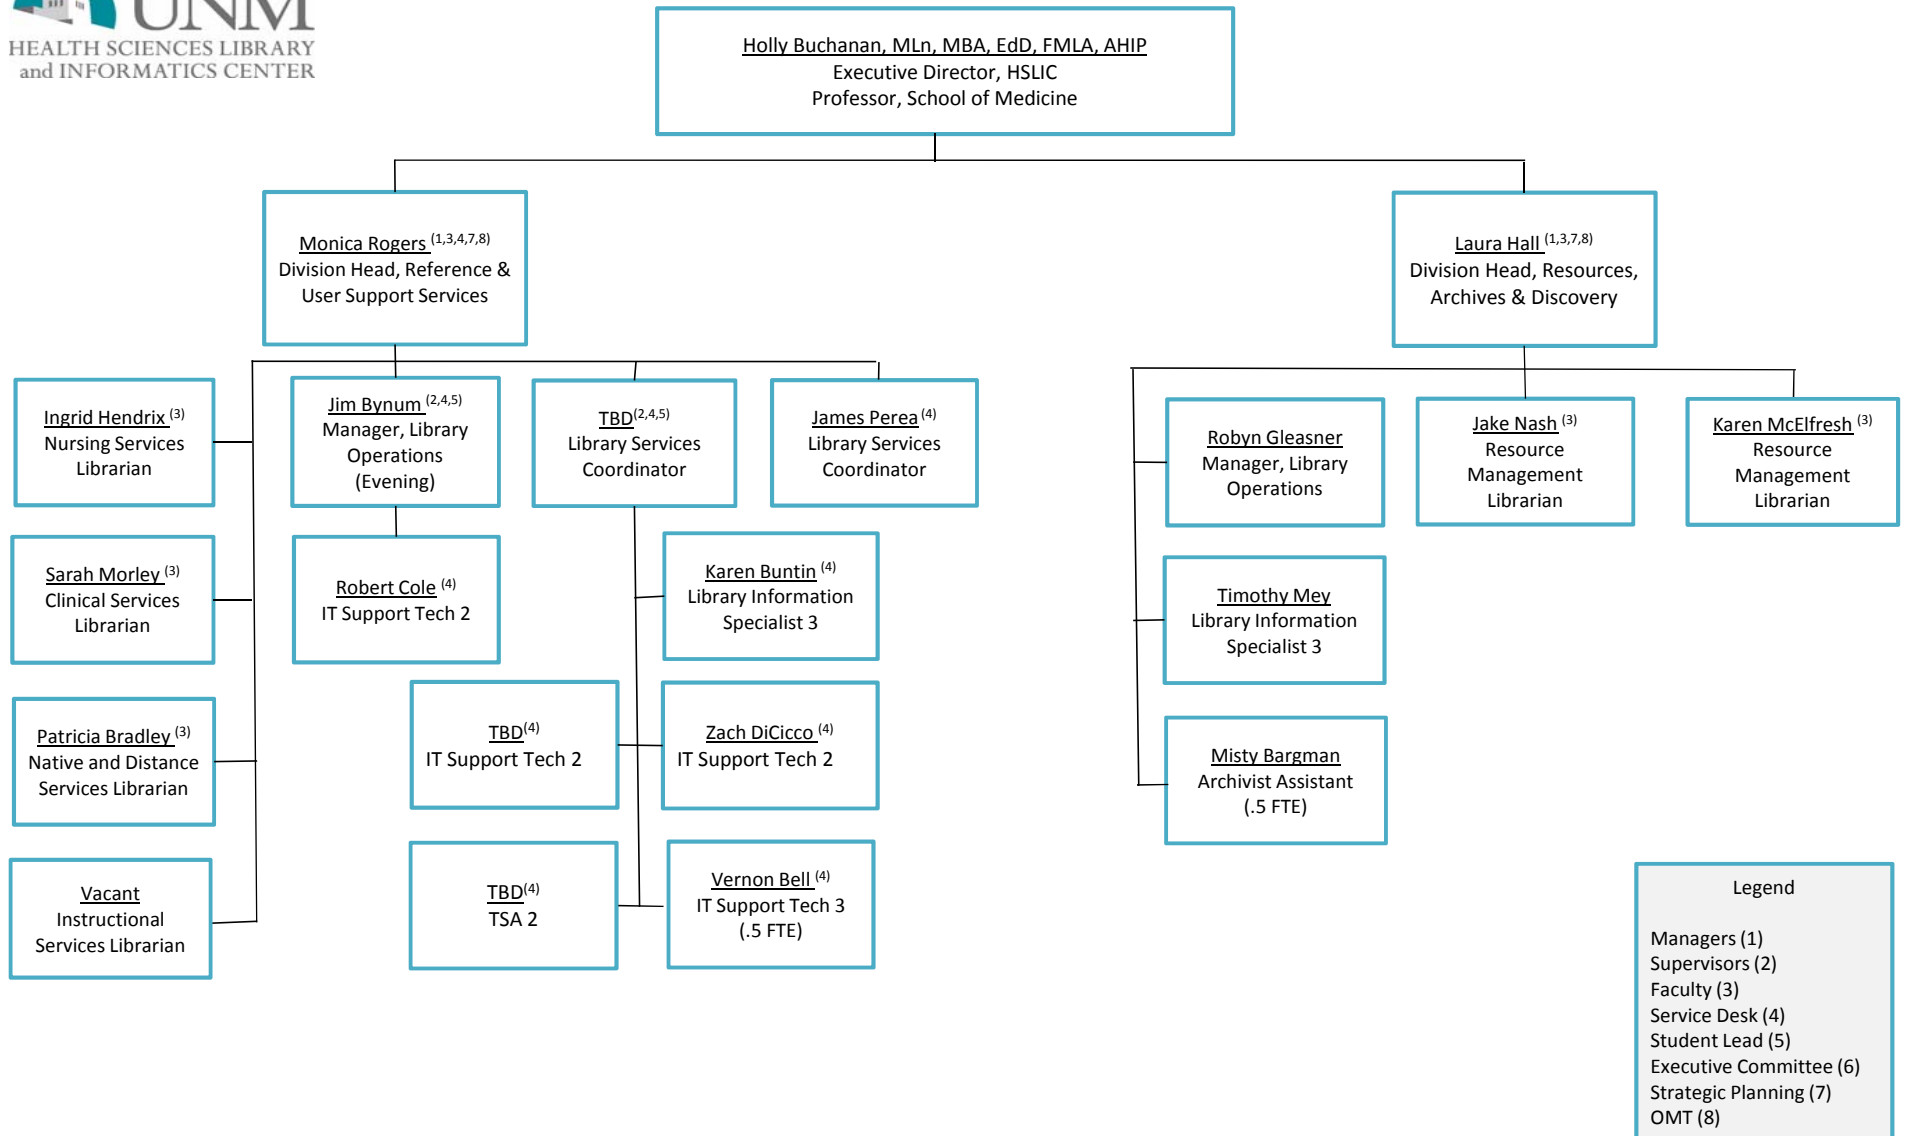 UNM
HEALTH SCIENCES LIBRARY
and INFORMATICS CENTER
Holly Buchanan, MLn, MBA, EdD, FMLA, AHIP
Executive Director, HSLIC
Professor, School of Medicine
Monica Rogers (1,3,4,7,8)
Division Head, Reference &
User Support Services
Laura Hall (1,3,7,8)
Division Head, Resources,
Archives & Discovery
Ingrid Hendrix (3)
Nursing Services
Librarian
Jim Bynum (2,4,5)
Manager, Library
Operations
(Evening)
TBD(2,4,5)
Library Services
Coordinator
James Perea (4)
Library Services
Coordinator
Robyn Gleasner
Manager, Library
Operations
Jake Nash (3)
Resource
Management
Librarian
Karen McElfresh (3)
Resource
Management
Librarian
Sarah Morley (3)
Clinical Services
Librarian
Robert Cole (4)
IT Support Tech 2
Karen Buntin (4)
Library Information
Specialist 3
Timothy Mey
Library Information
Specialist 3
Patricia Bradley (3)
Native and Distance
Services Librarian
TBD(4)
IT Support Tech 2
Zach DiCicco (4)
IT Support Tech 2
Misty Bargman
Archivist Assistant
(.5 FTE)
Vacant
Instructional
Services Librarian
TBD(4)
TSA 2
Vernon Bell (4)
IT Support Tech 3
(.5 FTE)
Legend
Managers (1)
Supervisors (2)
Faculty (3)
Service Desk (4)
Student Lead (5)
Executive Committee (6)
Strategic Planning (7)
OMT (8)